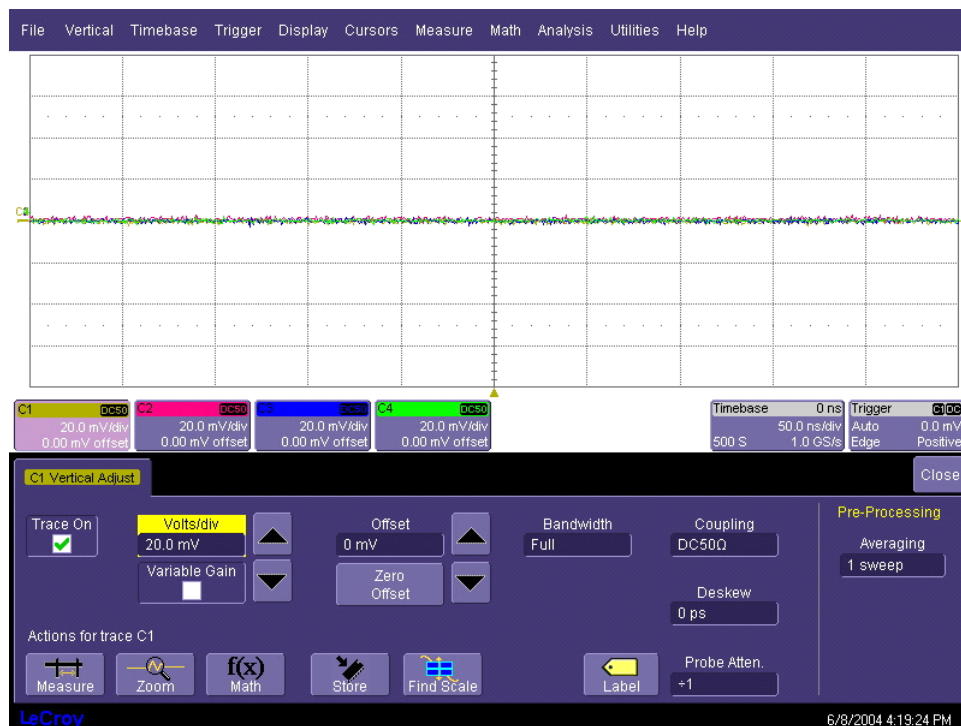 File Vertical Timebase Trigger Display Cursors Measure Math Analysis Utilities Help
C1 DC50 C2 DC50 C3 DC50 C4 DC50
20.0 mV/div 20.0 mV/div 20.0 mV/div 20.0 mV/div
0.00 mV offset 0.00 mV offset 0.00 mV offset 0.00 mV offset
Timebase 0 ns Trigger C1 DC
50.0 ns/div Auto 0.0 mV
500 S 1.0 GS/s Edge Positive
C1 Vertical Adjust Close
Trace On Volts/div Offset Bandwidth Coupling Pre-Processing
20.0 mV 0 mV Full DC50Ω Averaging
1 sweep
Variable Gain Zero Offset Deskew
0 ps
Actions for trace C1
Measure Zoom f(x) Math Store Find Scale Label Probe Atten.
÷1
LeCroy 6/8/2004 4:19:24 PM